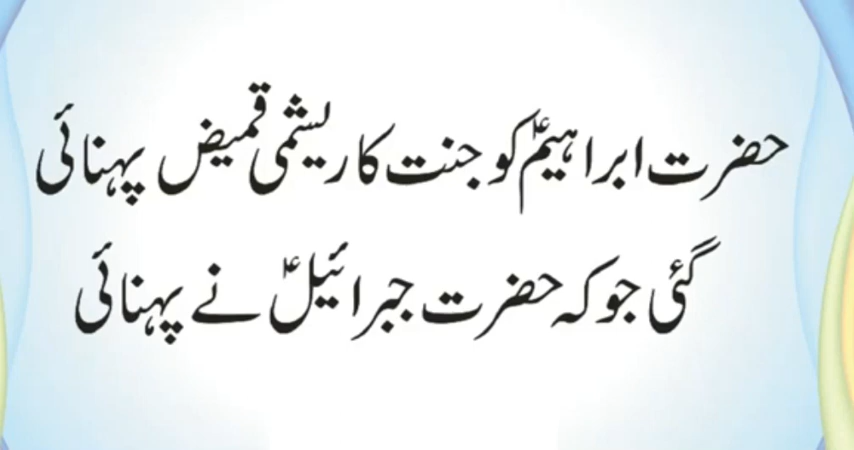 حضرت ابراہیمؑ کو جنت کا ریشمی قمیض پہنائی
گئی جو کہ حضرت جبرائیلؑ نے پہنائی